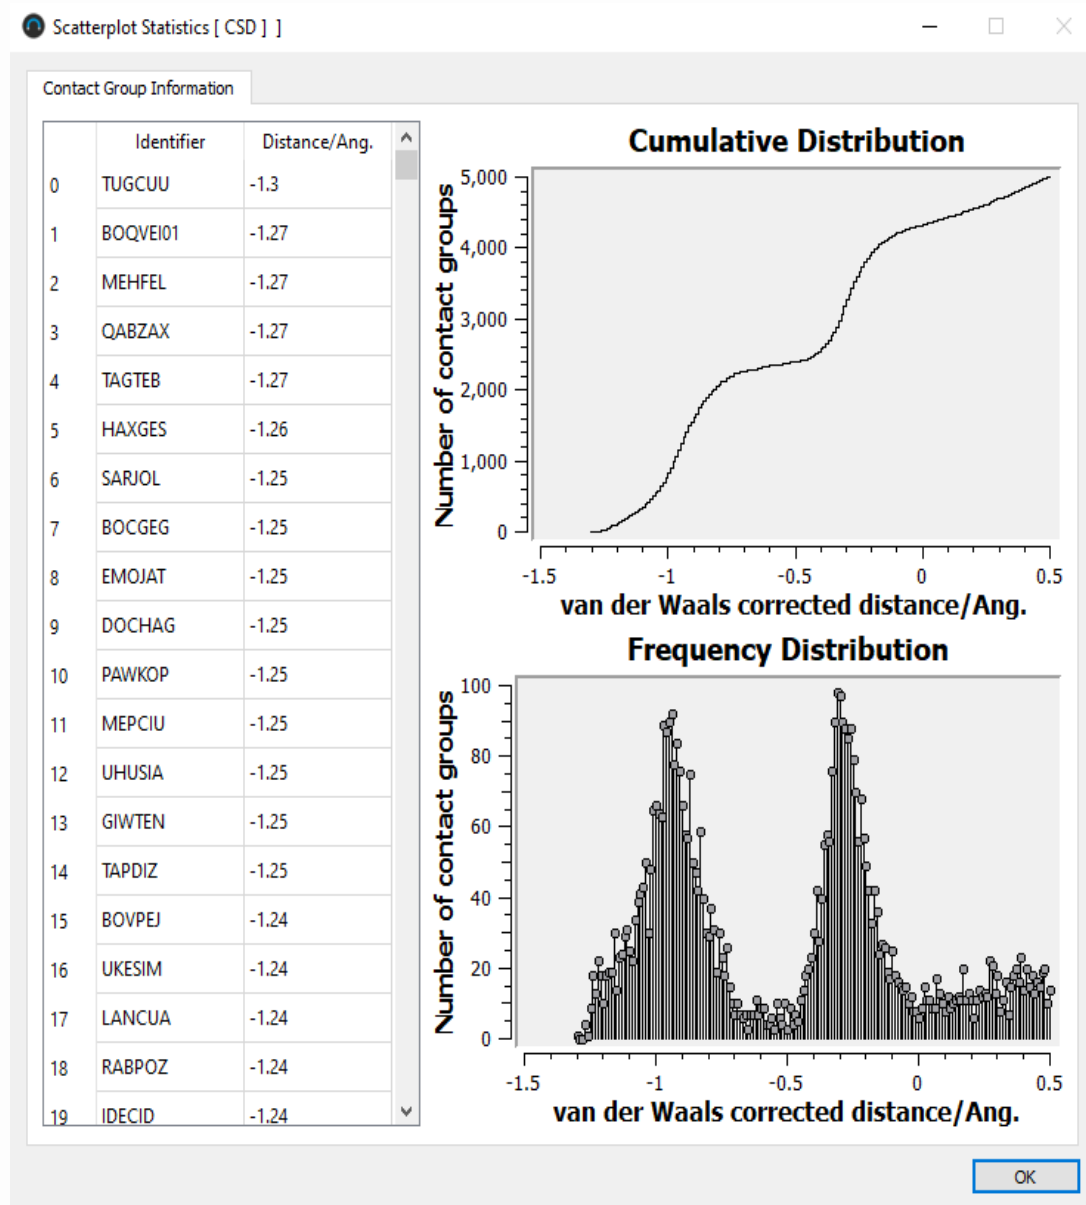 Scatterplot Statistics [ CSD ] ]
Contact Group Information
Identifier Distance/Ang.
0 TUGCUU -1.3
1 BOQVEI01 -1.27
2 MEHFEL -1.27
3 QABZAX -1.27
4 TAGTEB -1.27
5 HAXGES -1.26
6 SARJOL -1.25
7 BOCGEG -1.25
8 EMOJAT -1.25
9 DOCHAG -1.25
10 PAWKOP -1.25
11 MEPCIU -1.25
12 UHUSIA -1.25
13 GIWTEN -1.25
14 TAPDIZ -1.25
15 BOVPEJ -1.24
16 UKESIM -1.24
17 LANCUA -1.24
18 RABPOZ -1.24
19 IDECID -1.24
Cumulative Distribution
Number of contact groups
5,000
4,000
3,000
2,000
1,000
0
-1.5 -1 -0.5 0 0.5
van der Waals corrected distance/Ang.
Frequency Distribution
Number of contact groups
100
80
60
40
20
0
-1.5 -1 -0.5 0 0.5
van der Waals corrected distance/Ang.
OK